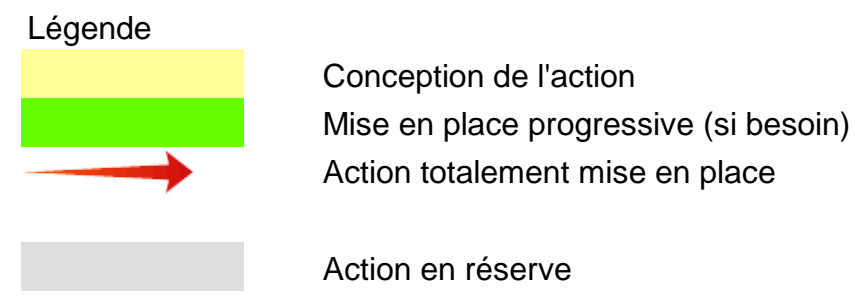 Légende
Conception de l'action
Mise en place progressive (si besoin)
Action totalement mise en place
Action en réserve